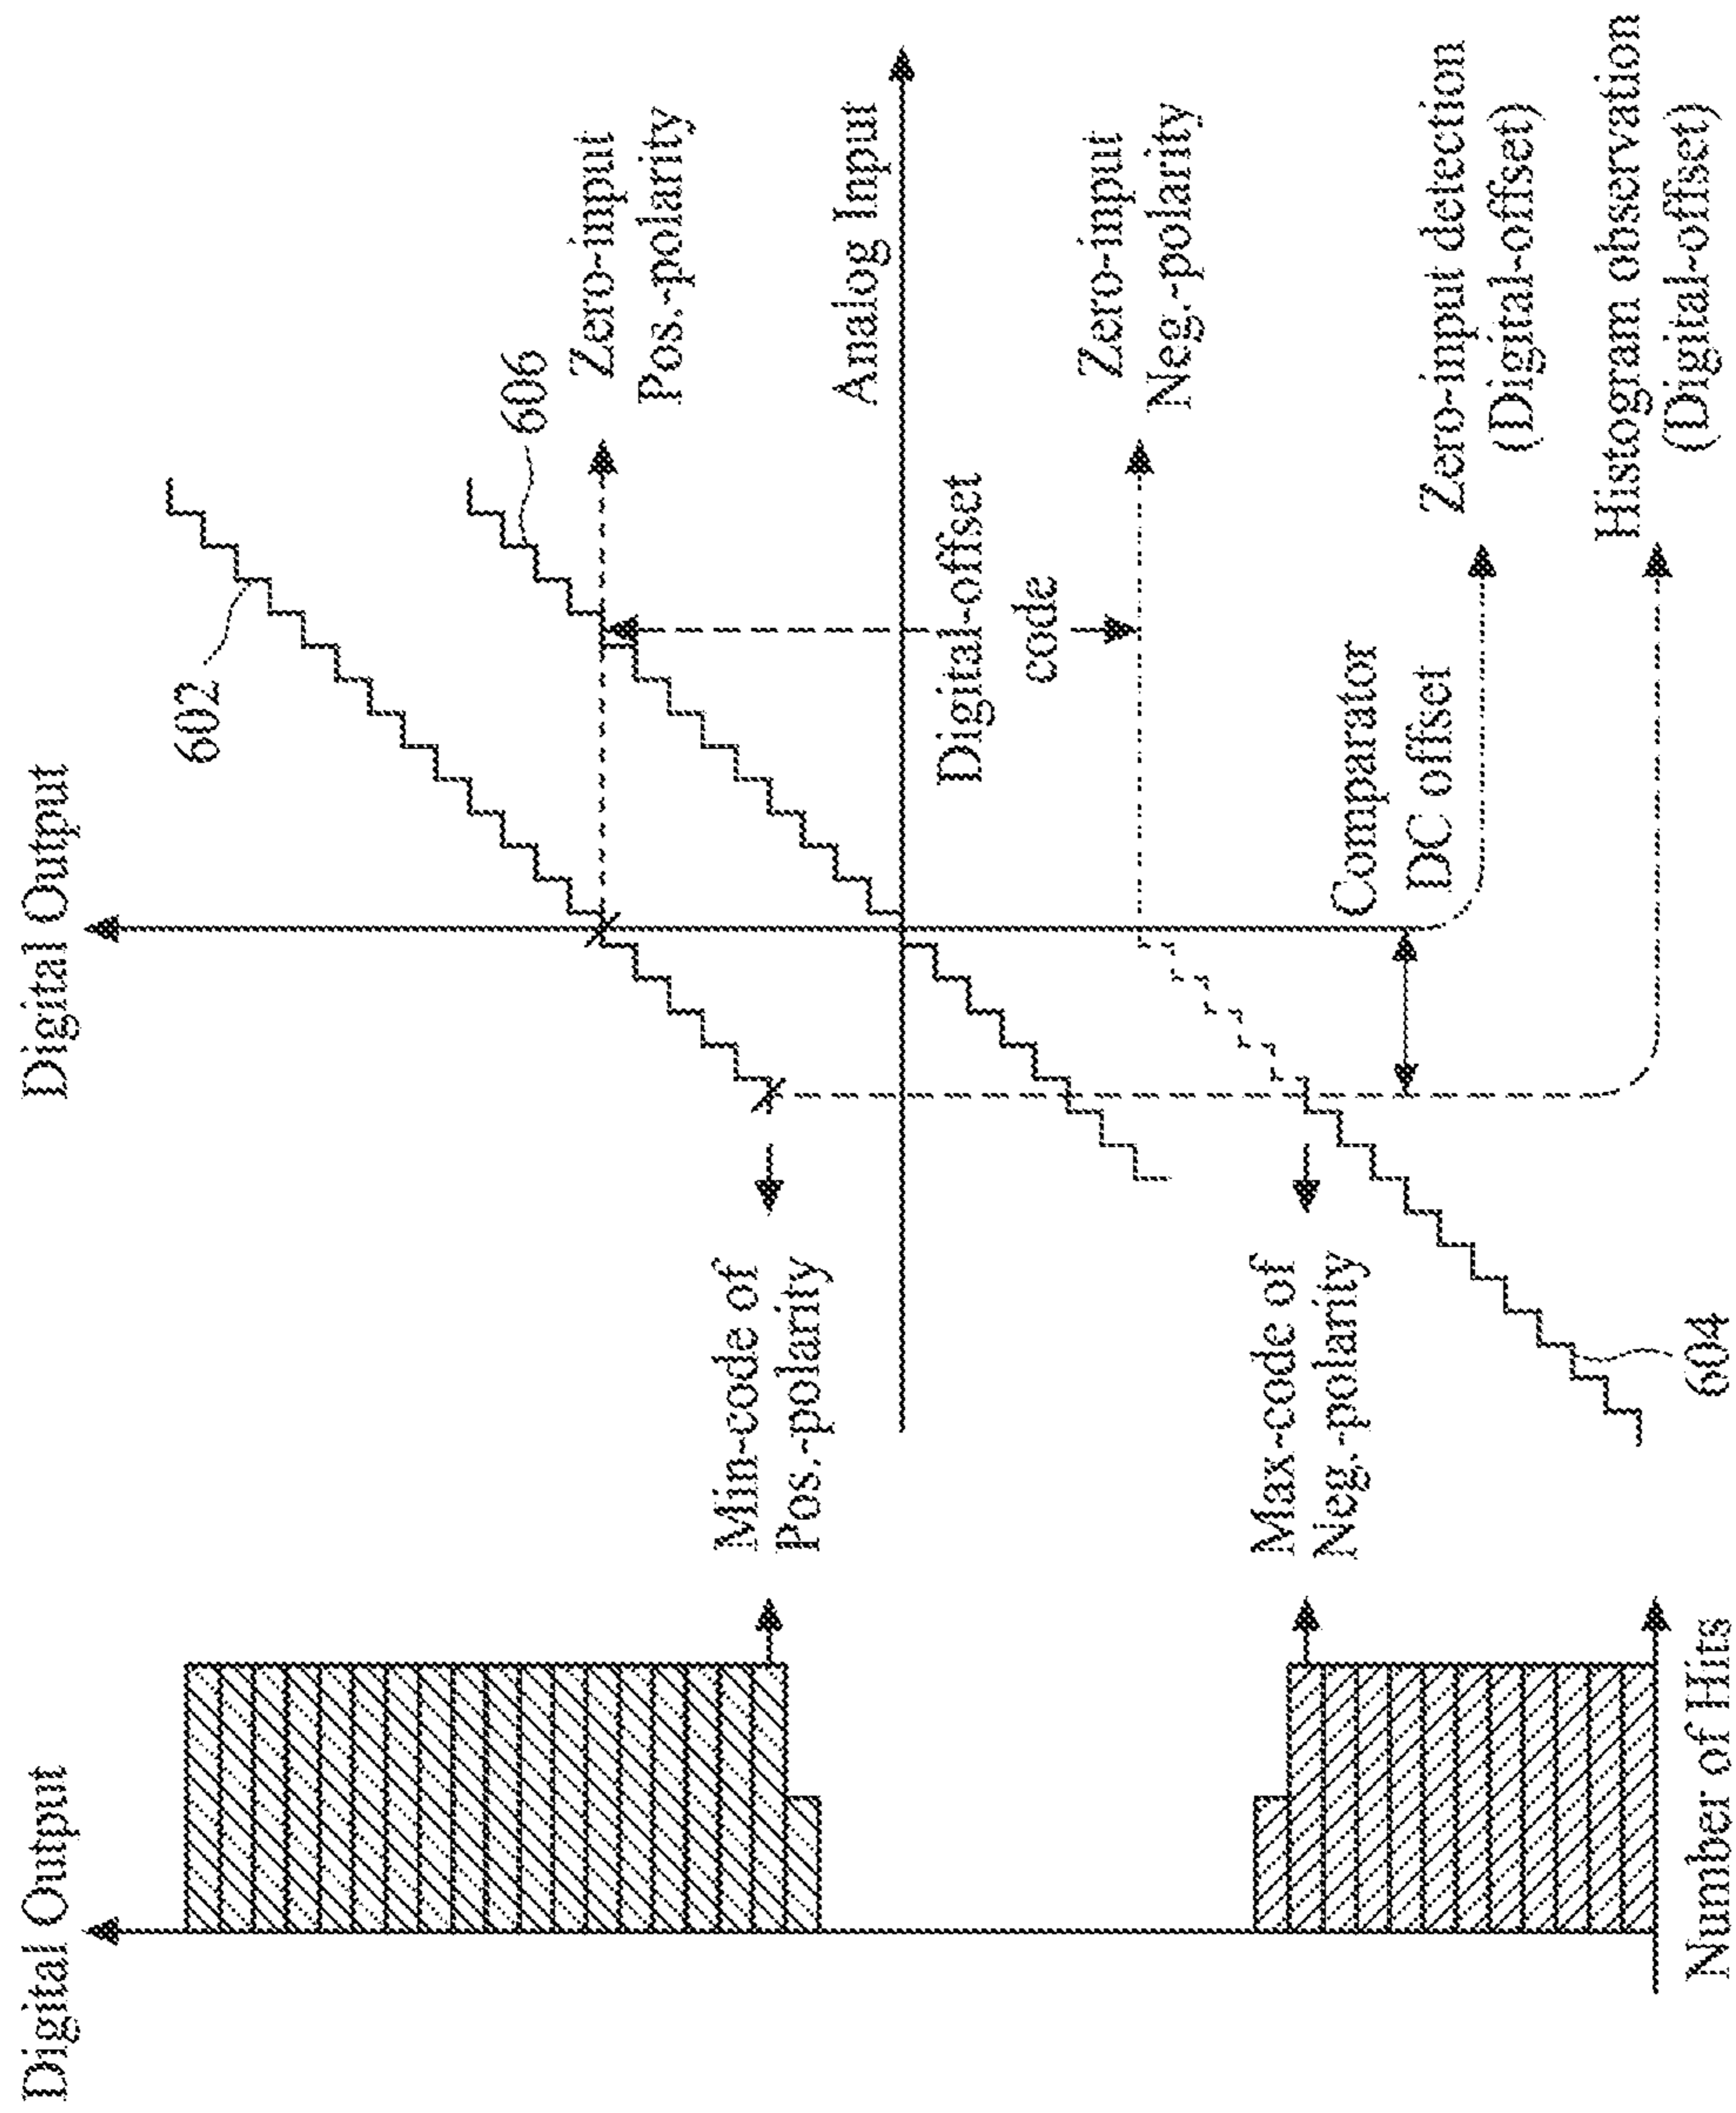 Digital Output
Digital Output
602
606
Zero-input
Pos.-polarity
Analog Input
Min-code of
Pos.-polarity
Digital-offset
code
Zero-input
Neg.-polarity
Max-code of
Neg.-polarity
Comparator
DC offset
Zero-input detection
(Digital-offset)
Histogram observation
(Digital-offset)
604
Number of Hits